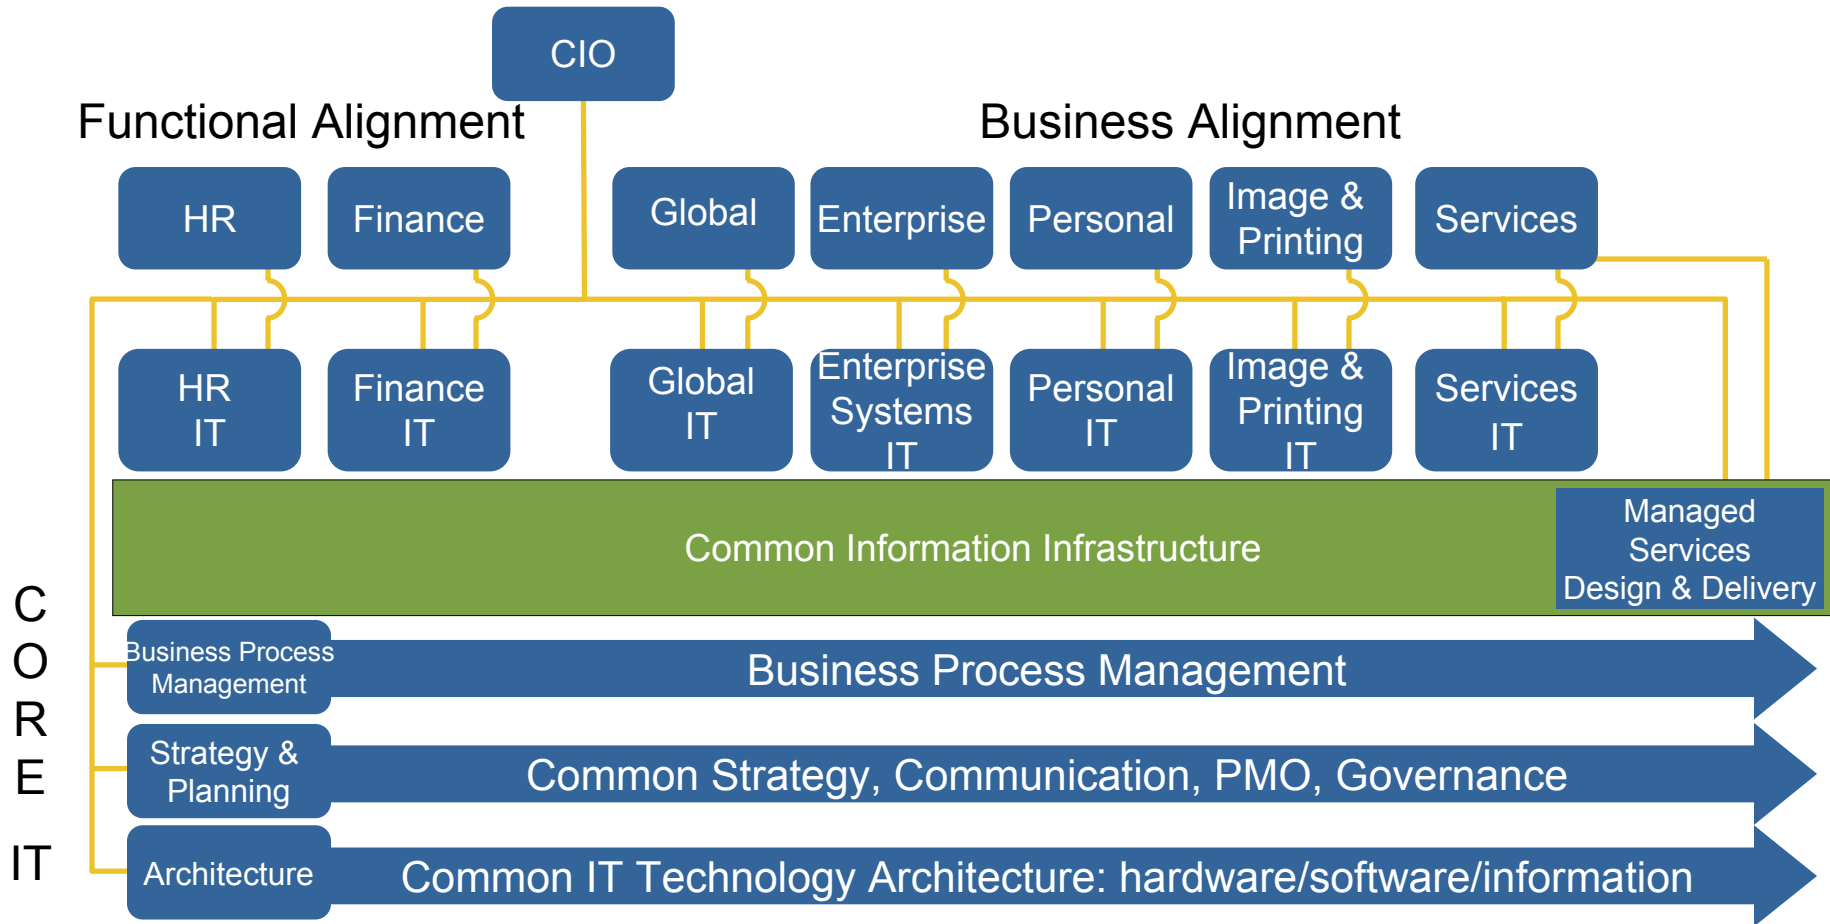 CIO
Functional Alignment
Business Alignment
HR
Finance
Global
Enterprise
Personal
Image &
Printing
Services
HR
IT
Finance
IT
Global
IT
Enterprise
Systems
IT
Personal
IT
Image &
Printing
IT
Services
IT
Common Information Infrastructure
Managed
Services
Design & Delivery
C
O
R
E
IT
Business Process
Management
Business Process Management
Strategy &
Planning
Common Strategy, Communication, PMO, Governance
Architecture
Common IT Technology Architecture: hardware/software/information